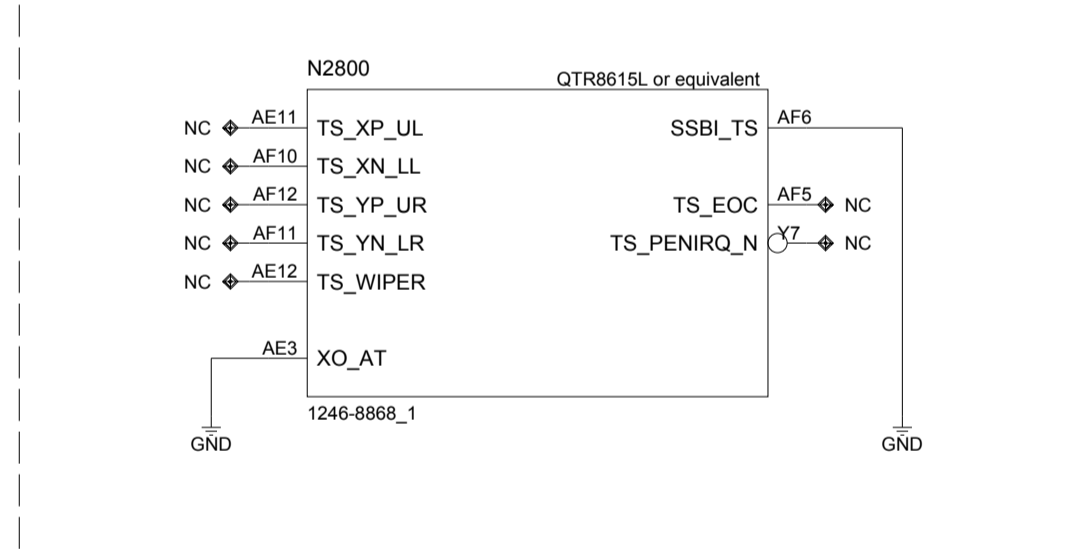 N2800
QTR8615L or equivalent
NC AE11 TS_XP_UL SSBI_TS AF6
NC AF10 TS_XN_LL
NC AF12 TS_YP_UR TS_EOC AF5 NC
NC AF11 TS_YN_LR TS_PENIRQ_N Y7 NC
NC AE12 TS_WIPER
AE3 XO_AT
1246-8868_1
GND GND